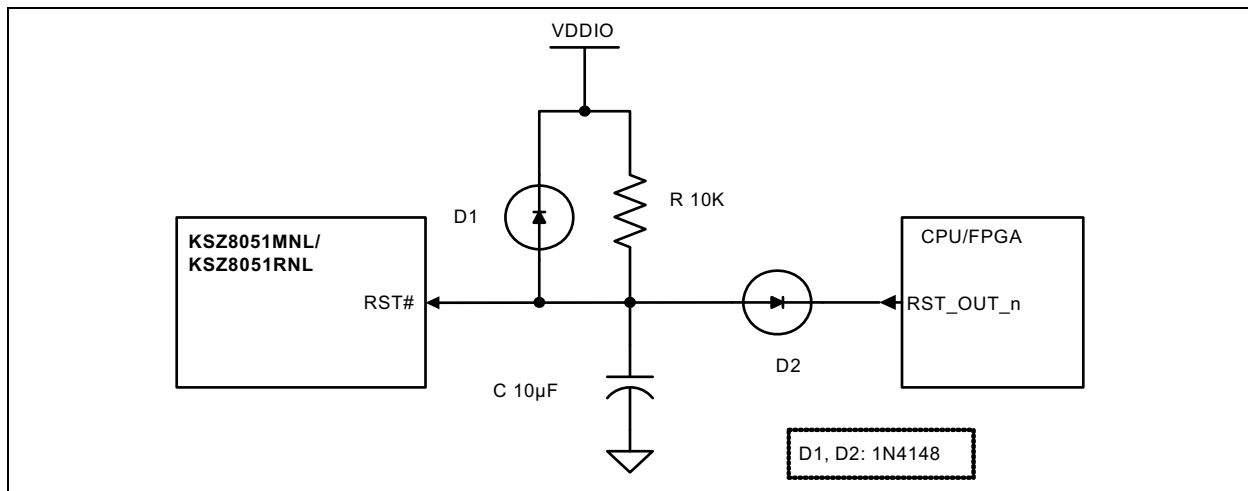 VDDIO
D1
R 10K
KSZ8051MNL/
KSZ8051RNL
CPU/FPGA
RST#
RST_OUT_n
D2
C 10µF
D1, D2: 1N4148